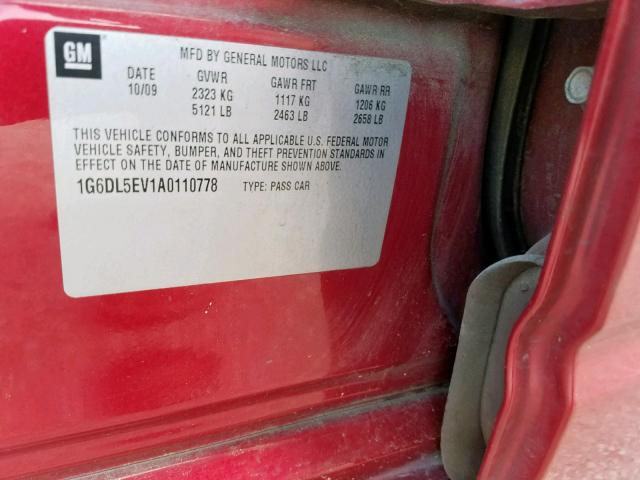 GM
MFD BY GENERAL MOTORS LLC
DATE GVWR GAWR FRT GAWR RR
10/09 2323 KG 1117 KG 1206 KG
5121 LB 2463 LB 2658 LB
THIS VEHICLE CONFORMS TO ALL APPLICABLE U.S. FEDERAL MOTOR
VEHICLE SAFETY, BUMPER, AND THEFT PREVENTION STANDARDS IN
EFFECT ON THE DATE OF MANUFACTURE SHOWN ABOVE.
1G6DL5EV1A0110778 TYPE: PASS CAR